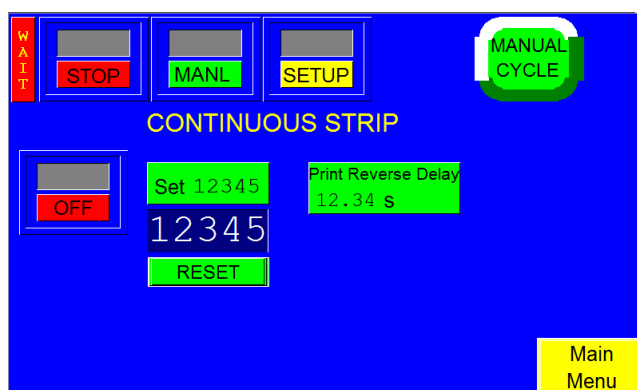 WAIT
STOP
MANL
SETUP
MANUAL
CYCLE
CONTINUOUS STRIP
OFF
Set 12345
12345
RESET
Print Reverse Delay
12.34 s
Main
Menu